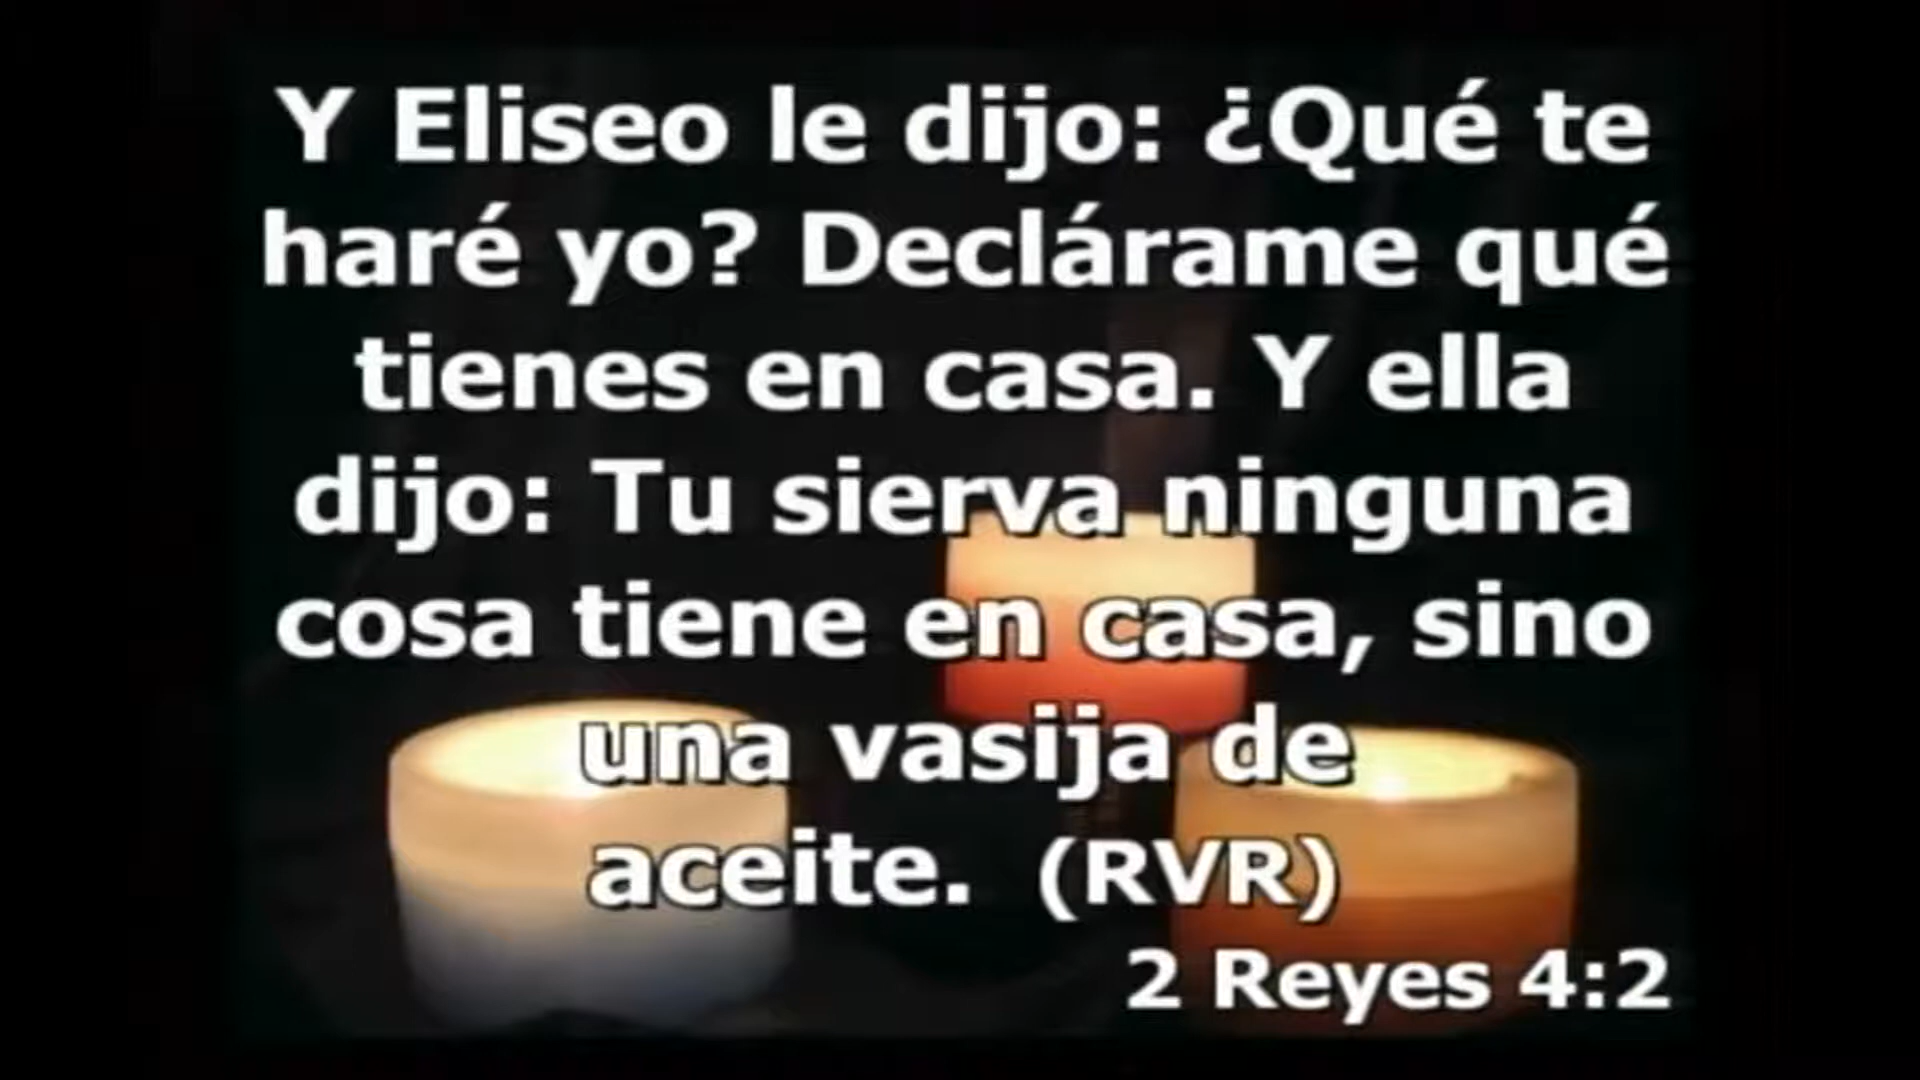 Y Eliseo le dijo: ¿Qué te
haré yo? Declárame qué
tienes en casa. Y ella
dijo: Tu sierva ninguna
cosa tiene en casa, sino
una vasija de
aceite. (RVR)
2 Reyes 4:2